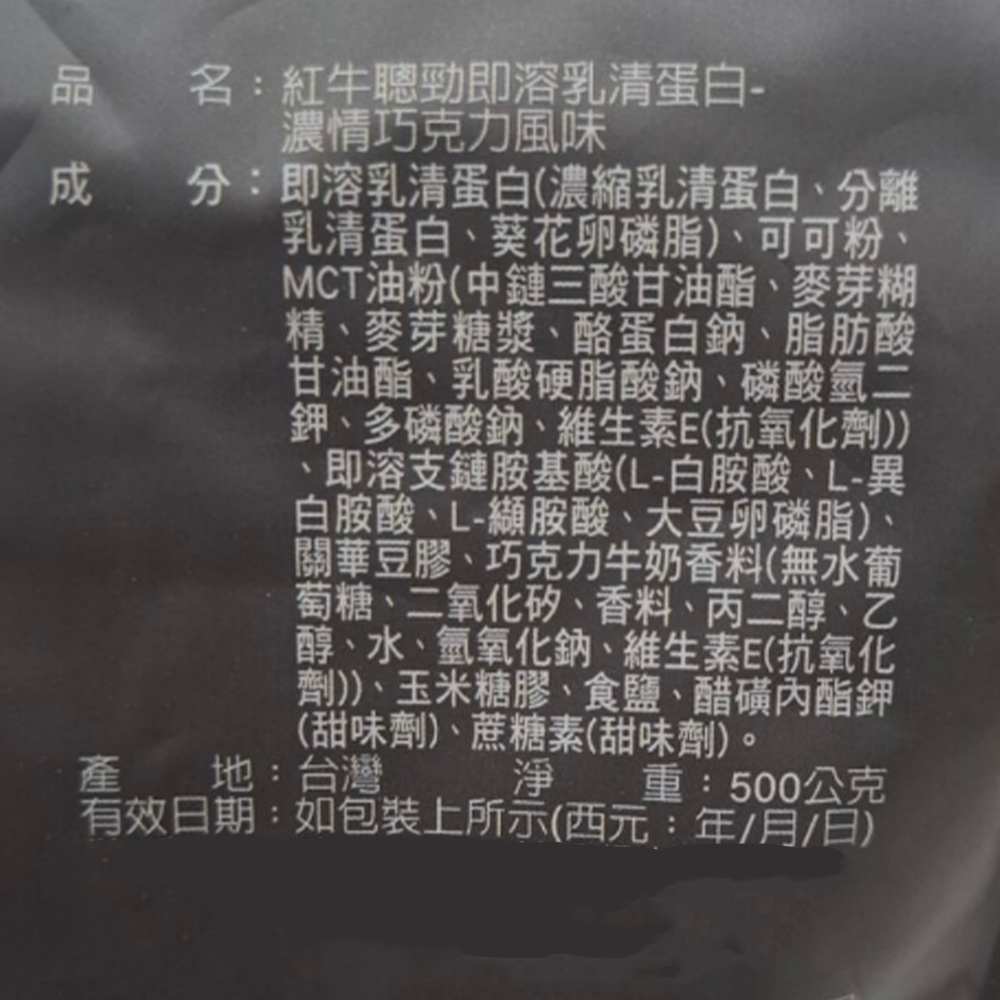 品名：紅牛聰勁即溶乳清蛋白-
濃情巧克力風味
成分：即溶乳清蛋白(濃縮乳清蛋白、分離
乳清蛋白、葵花卵磷脂)、可可粉、
MCT油粉(中鏈三酸甘油酯、麥芽糊
精、麥芽糖漿、酪蛋白鈉、脂肪酸
甘油酯、乳酸硬脂酸鈉、磷酸氫二
鉀、多磷酸鈉、維生素E(抗氧化劑))
、即溶支鏈胺基酸(L-白胺酸、L-異
白胺酸、L-纈胺酸、大豆卵磷脂)、
關華豆膠、巧克力牛奶香料(無水葡
萄糖、二氧化矽、香料、丙二醇、乙
醇、水、氫氧化鈉、維生素E(抗氧化
劑))、玉米糖膠、食鹽、醋磺內酯鉀
(甜味劑)、蔗糖素(甜味劑)。
產地：台灣 淨重：500公克
有效日期：如包裝上所示(西元：年/月/日)